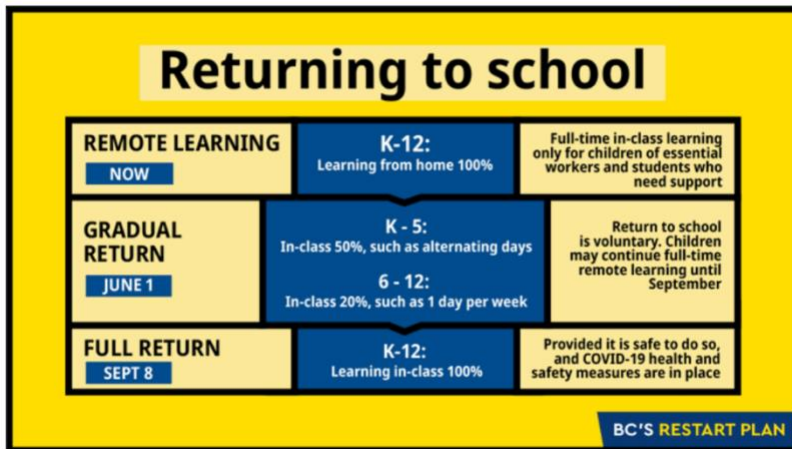 Returning to school
REMOTE LEARNING
NOW
K-12:
Learning from home 100%
Full-time in-class learning
only for children of essential
workers and students who
need support
GRADUAL
RETURN
JUNE 1
K - 5:
In-class 50%, such as alternating days
6 - 12:
In-class 20%, such as 1 day per week
Return to school
is voluntary. Children
may continue full-time
remote learning until
September
FULL RETURN
SEPT 8
K-12:
Learning in-class 100%
Provided it is safe to do so,
and COVID-19 health and
safety measures are in place
BC'S RESTART PLAN